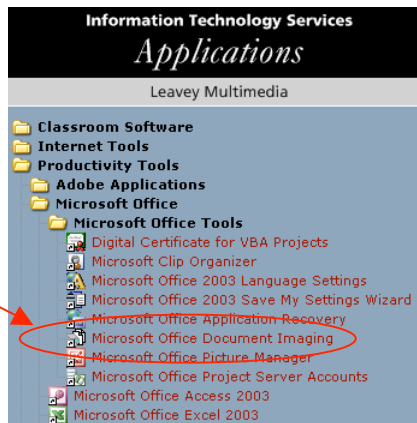 Information Technology Services
Applications
Leavey Multimedia
Classroom Software
Internet Tools
Productivity Tools
Adobe Applications
Microsoft Office
Microsoft Office Tools
Digital Certificate for VBA Projects
Microsoft Clip Organizer
Microsoft Office 2003 Language Settings
Microsoft Office 2003 Save My Settings Wizard
Microsoft Office Application Recovery
Microsoft Office Document Imaging
Microsoft Office Picture Manager
Microsoft Office Project Server Accounts
Microsoft Office Access 2003
Microsoft Office Excel 2003